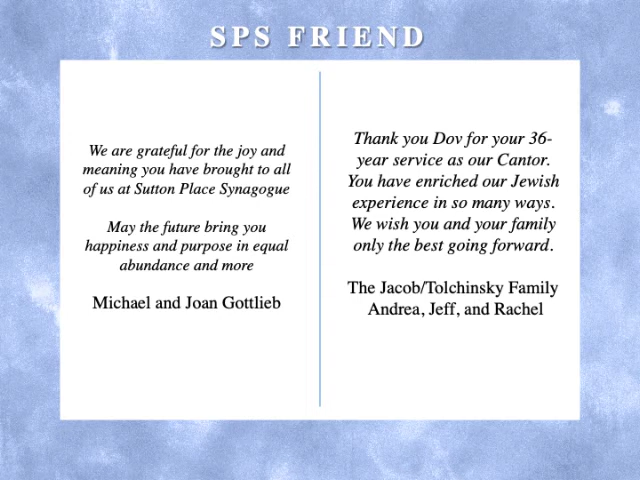 SPS FRIEND
We are grateful for the joy and
meaning you have brought to all
of us at Sutton Place Synagogue
May the future bring you
happiness and purpose in equal
abundance and more
Michael and Joan Gottlieb
Thank you Dov for your 36-
year service as our Cantor.
You have enriched our Jewish
experience in so many ways.
We wish you and your family
only the best going forward.
The Jacob/Tolchinsky Family
Andrea, Jeff, and Rachel